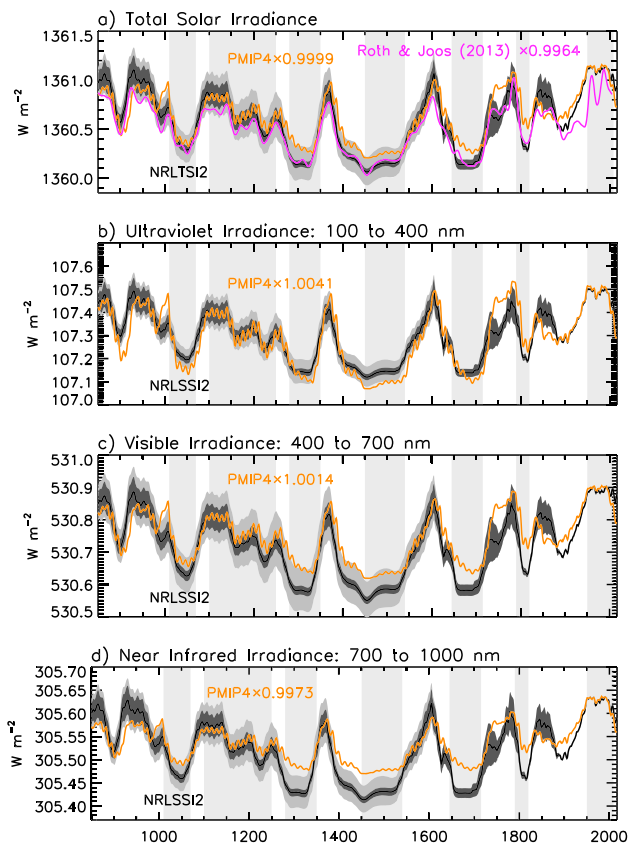 a) Total Solar Irradiance
1361.5
1361.0
1360.5
1360.0
W m⁻²
PMIP4×0.9999
Roth & Joos (2013) ×0.9964
NRLTSI2
b) Ultraviolet Irradiance: 100 to 400 nm
107.6
107.5
107.4
107.3
107.2
107.1
107.0
W m⁻²
PMIP4×1.0041
NRLSSI2
c) Visible Irradiance: 400 to 700 nm
531.0
530.9
530.8
530.7
530.6
530.5
W m⁻²
PMIP4×1.0014
NRLSSI2
d) Near Infrared Irradiance: 700 to 1000 nm
305.70
305.65
305.60
305.55
305.50
305.45
305.40
W m⁻²
PMIP4×0.9973
NRLSSI2
1000 1200 1400 1600 1800 2000